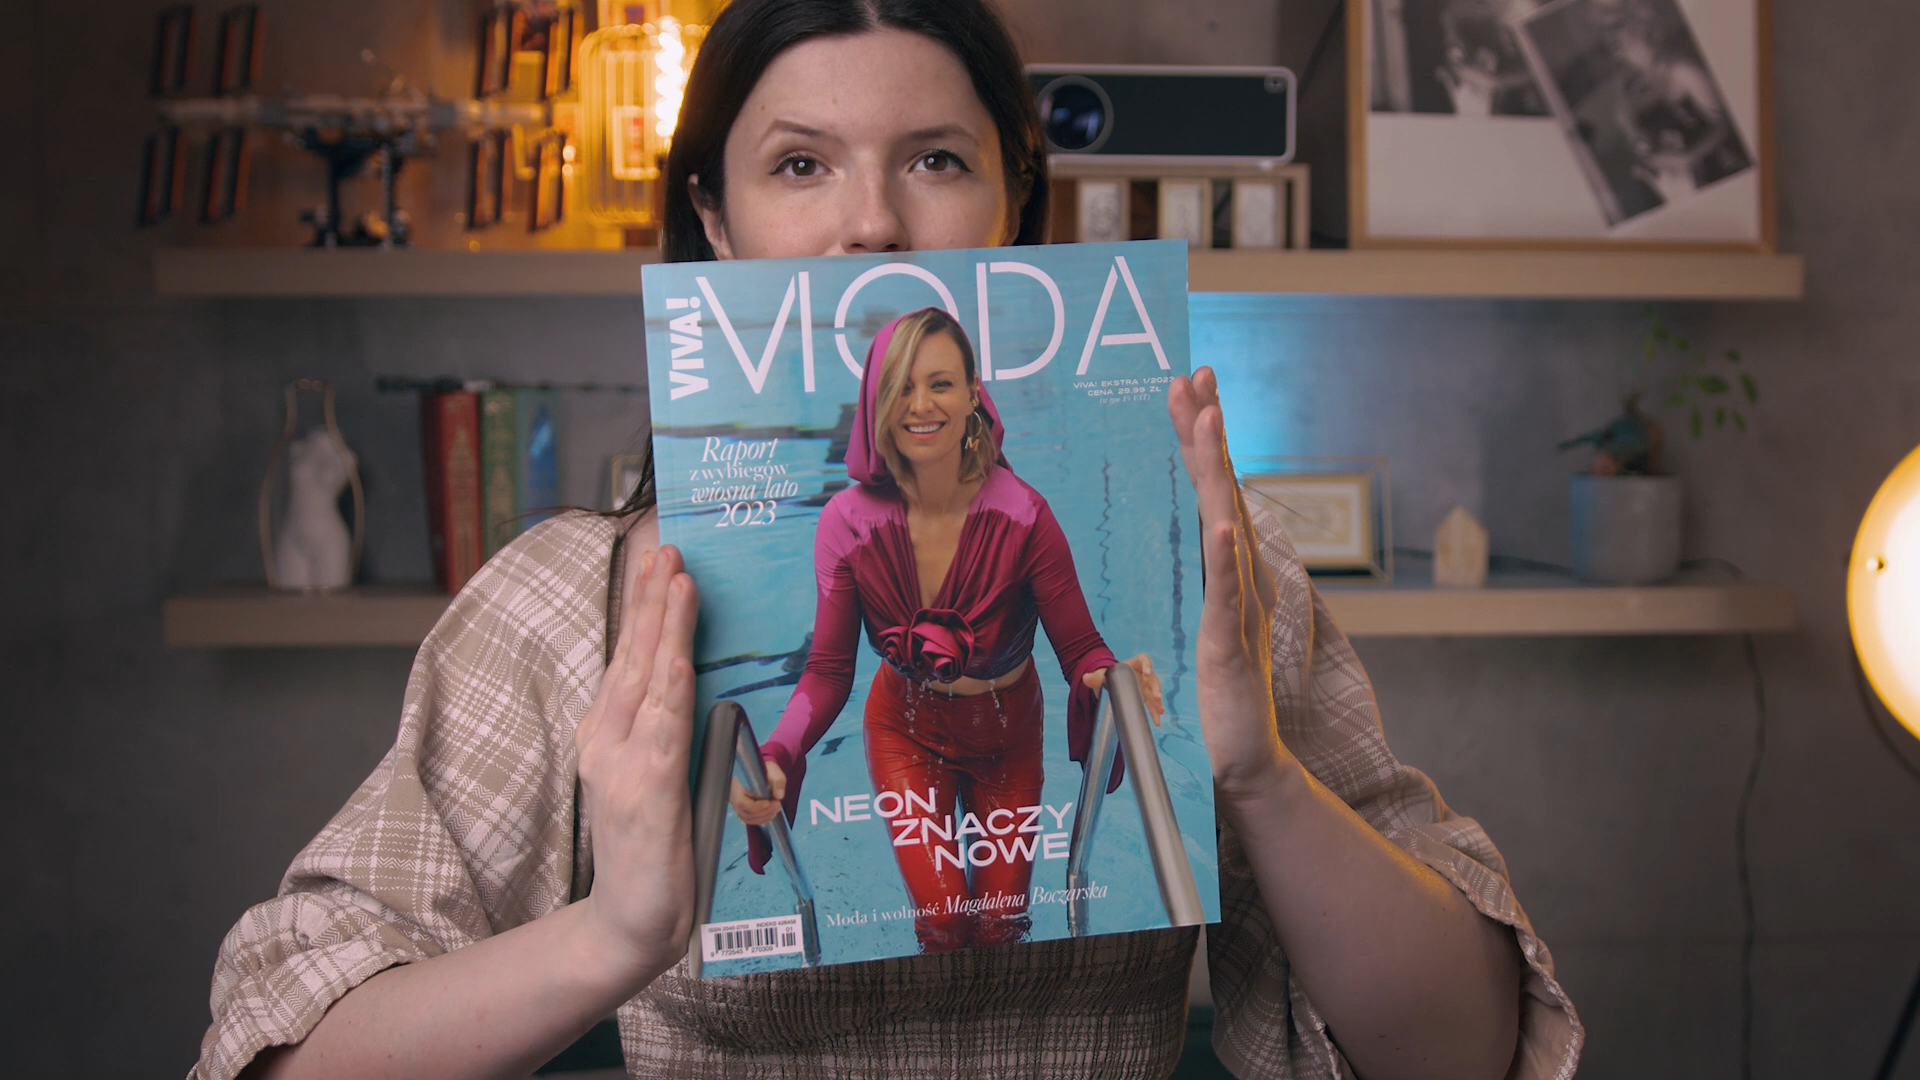 VIVA!
MODA
VIVA! EKSTRA 1/2023
CENA 29.99 ZŁ
Raport
z wybiegów
wiosna/lato
2023
NEON
ZNACZY
NOWE
Moda i wolność Magdalena Boczarska